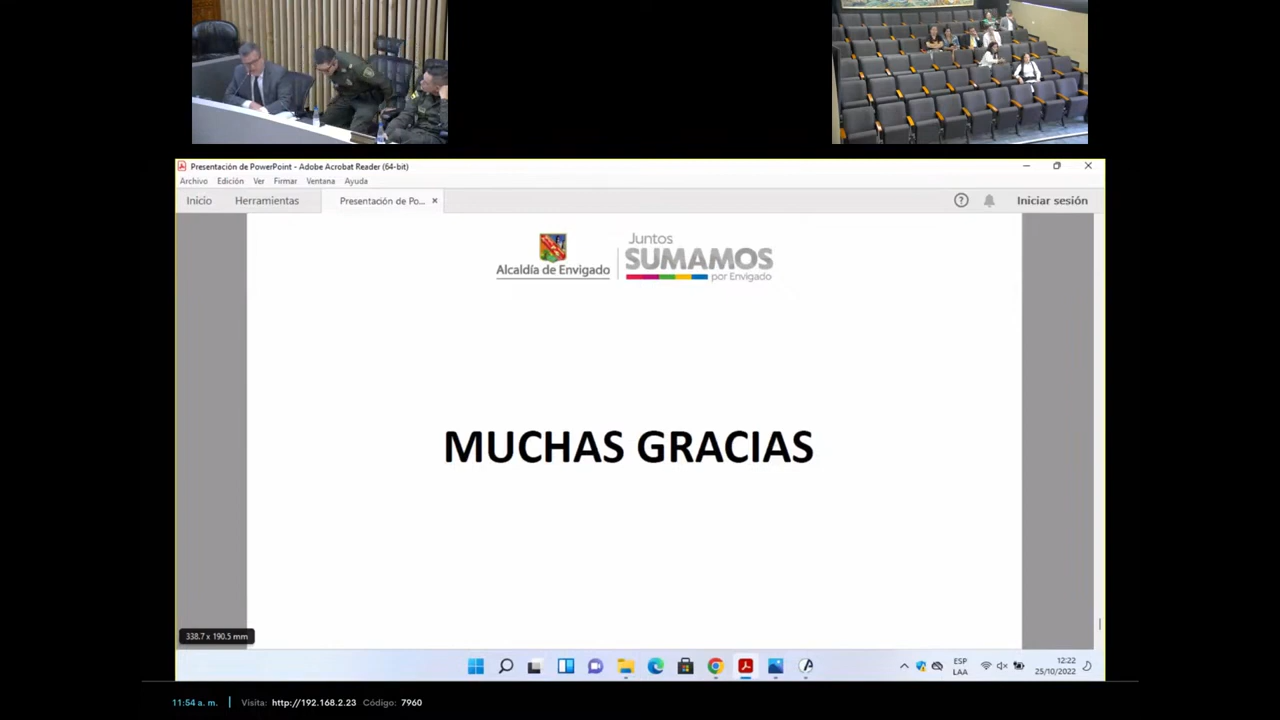 Presentación de PowerPoint - Adobe Acrobat Reader (64-bit)
Archivo Edición Ver Firmar Ventana Ayuda
Inicio Herramientas Presentación de Po... Iniciar sesión
Alcaldía de Envigado
Juntos
SUMAMOS
por Envigado
MUCHAS GRACIAS
338.7 x 190.5 mm
ESP
LAA
12:22
25/10/2022
11:54 a. m. Visita: http://192.168.2.23 Código: 7960